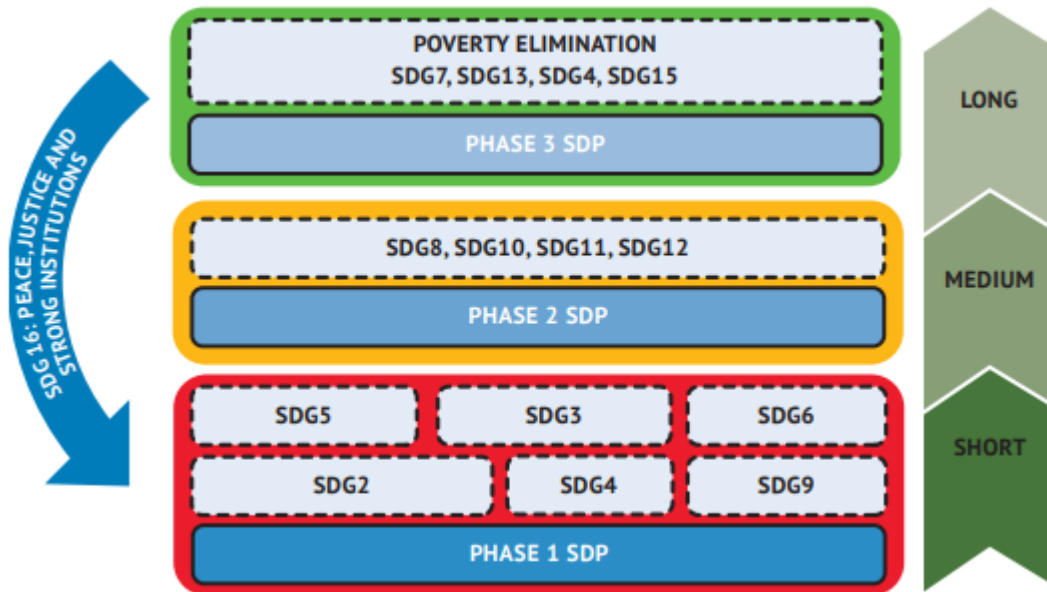 POVERTY ELIMINATION
SDG7, SDG13, SDG4, SDG15
PHASE 3 SDP
LONG
SDG 16: PEACE, JUSTICE AND
STRONG INSTITUTIONS
SDG8, SDG10, SDG11, SDG12
PHASE 2 SDP
MEDIUM
SDG5
SDG3
SDG6
SHORT
SDG2
SDG4
SDG9
PHASE 1 SDP